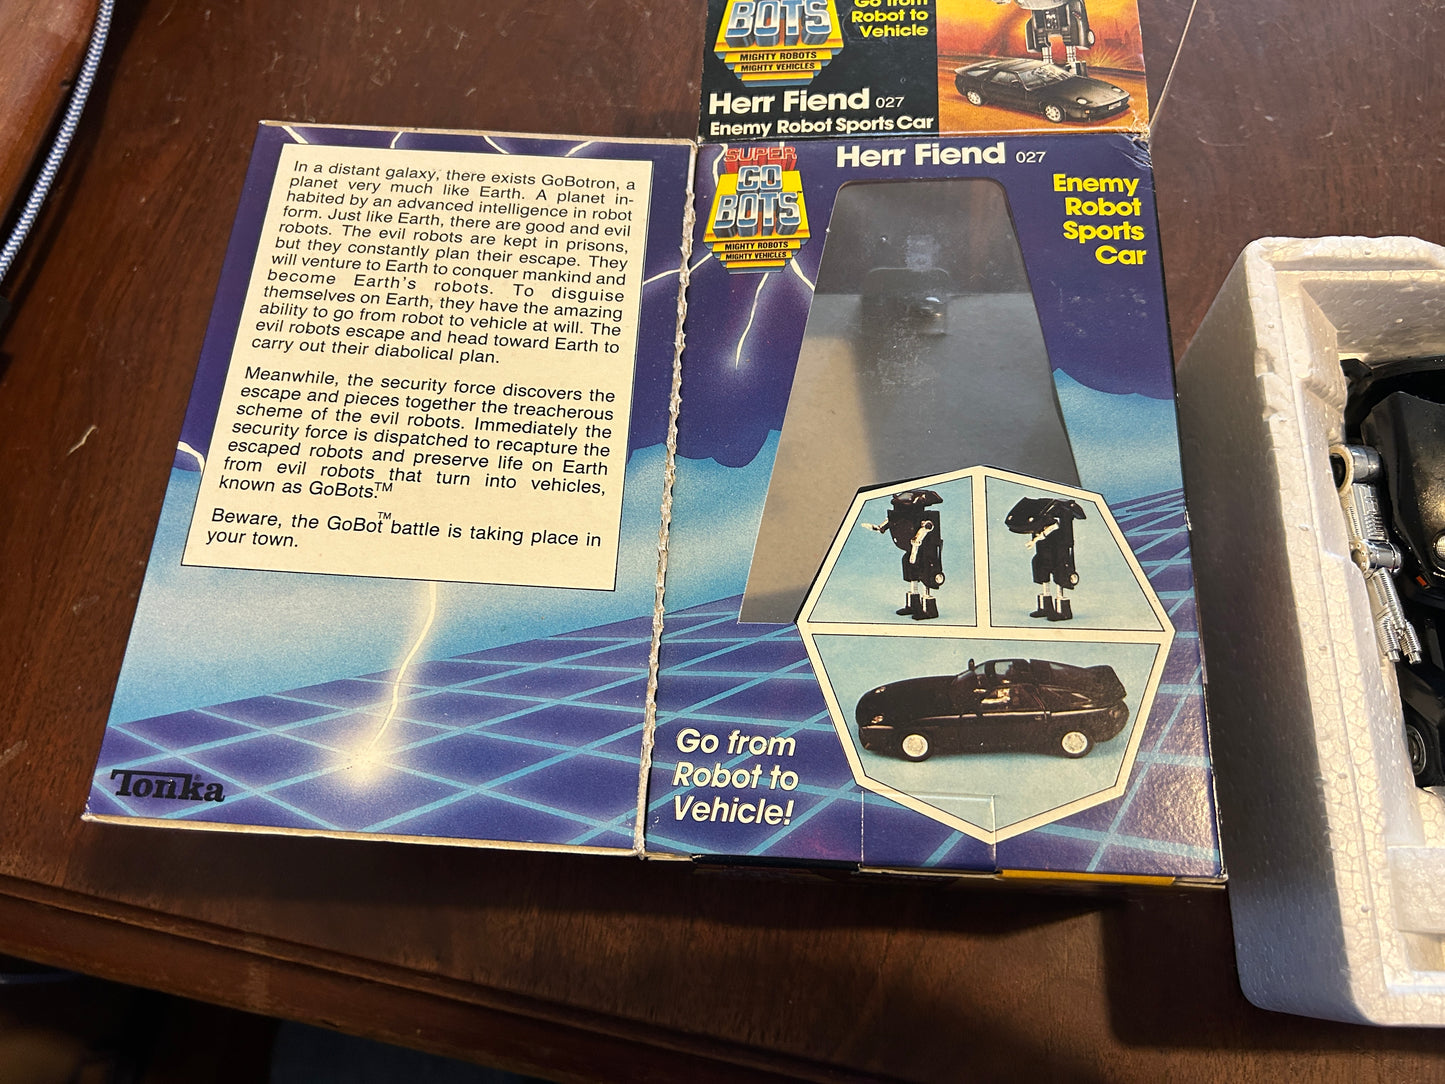 BOTS
MIGHTY ROBOTS
MIGHTY VEHICLES
Go from
Robot to
Vehicle
Herr Fiend 027
Enemy Robot Sports Car
In a distant galaxy, there exists GoBotron, a
planet very much like Earth. A planet in-
habited by an advanced intelligence in robot
form. Just like Earth, there are good and evil
robots. The evil robots are kept in prisons,
but they constantly plan their escape. They
will venture to Earth to conquer mankind and
become Earth's robots. To disguise
themselves on Earth, they have the amazing
ability to go from robot to vehicle at will. The
evil robots escape and head toward Earth to
carry out their diabolical plan.
Meanwhile, the security force discovers the
escape and pieces together the treacherous
scheme of the evil robots. Immediately the
security force is dispatched to recapture the
escaped robots and preserve life on Earth
from evil robots that turn into vehicles,
known as GoBots.™
Beware, the GoBot™ battle is taking place in
your town.
Tonka®
SUPER
GO
BOTS™
MIGHTY ROBOTS
MIGHTY VEHICLES
Herr Fiend 027
Enemy
Robot
Sports
Car
Go from
Robot to
Vehicle!